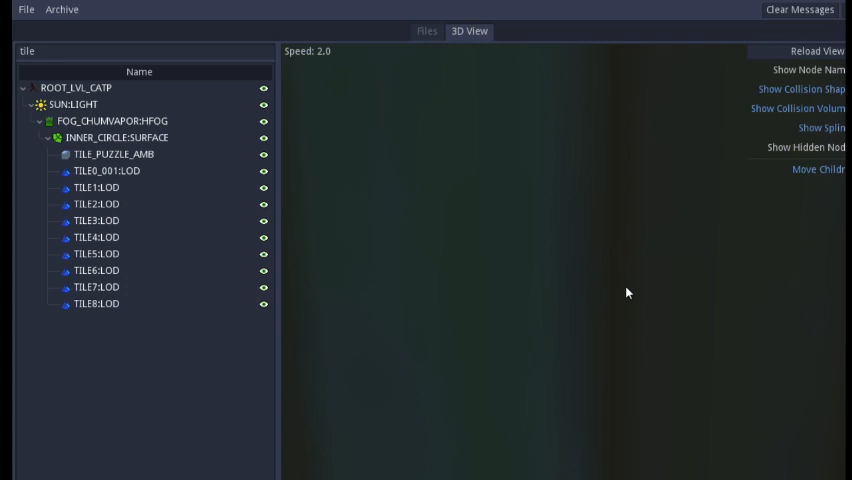 File Archive Clear Messages
Files 3D View
tile
Speed: 2.0
Reload View
Name
Show Node Nam
ROOT_LVL_CATP
Show Collision Shap
SUN:LIGHT
Show Collision Volum
FOG_CHUMVAPOR:HFOG
Show Splin
INNER_CIRCLE:SURFACE
Show Hidden Nod
TILE_PUZZLE_AMB
TILE0_001:LOD
Move Childr
TILE1:LOD
TILE2:LOD
TILE3:LOD
TILE4:LOD
TILE5:LOD
TILE6:LOD
TILE7:LOD
TILE8:LOD